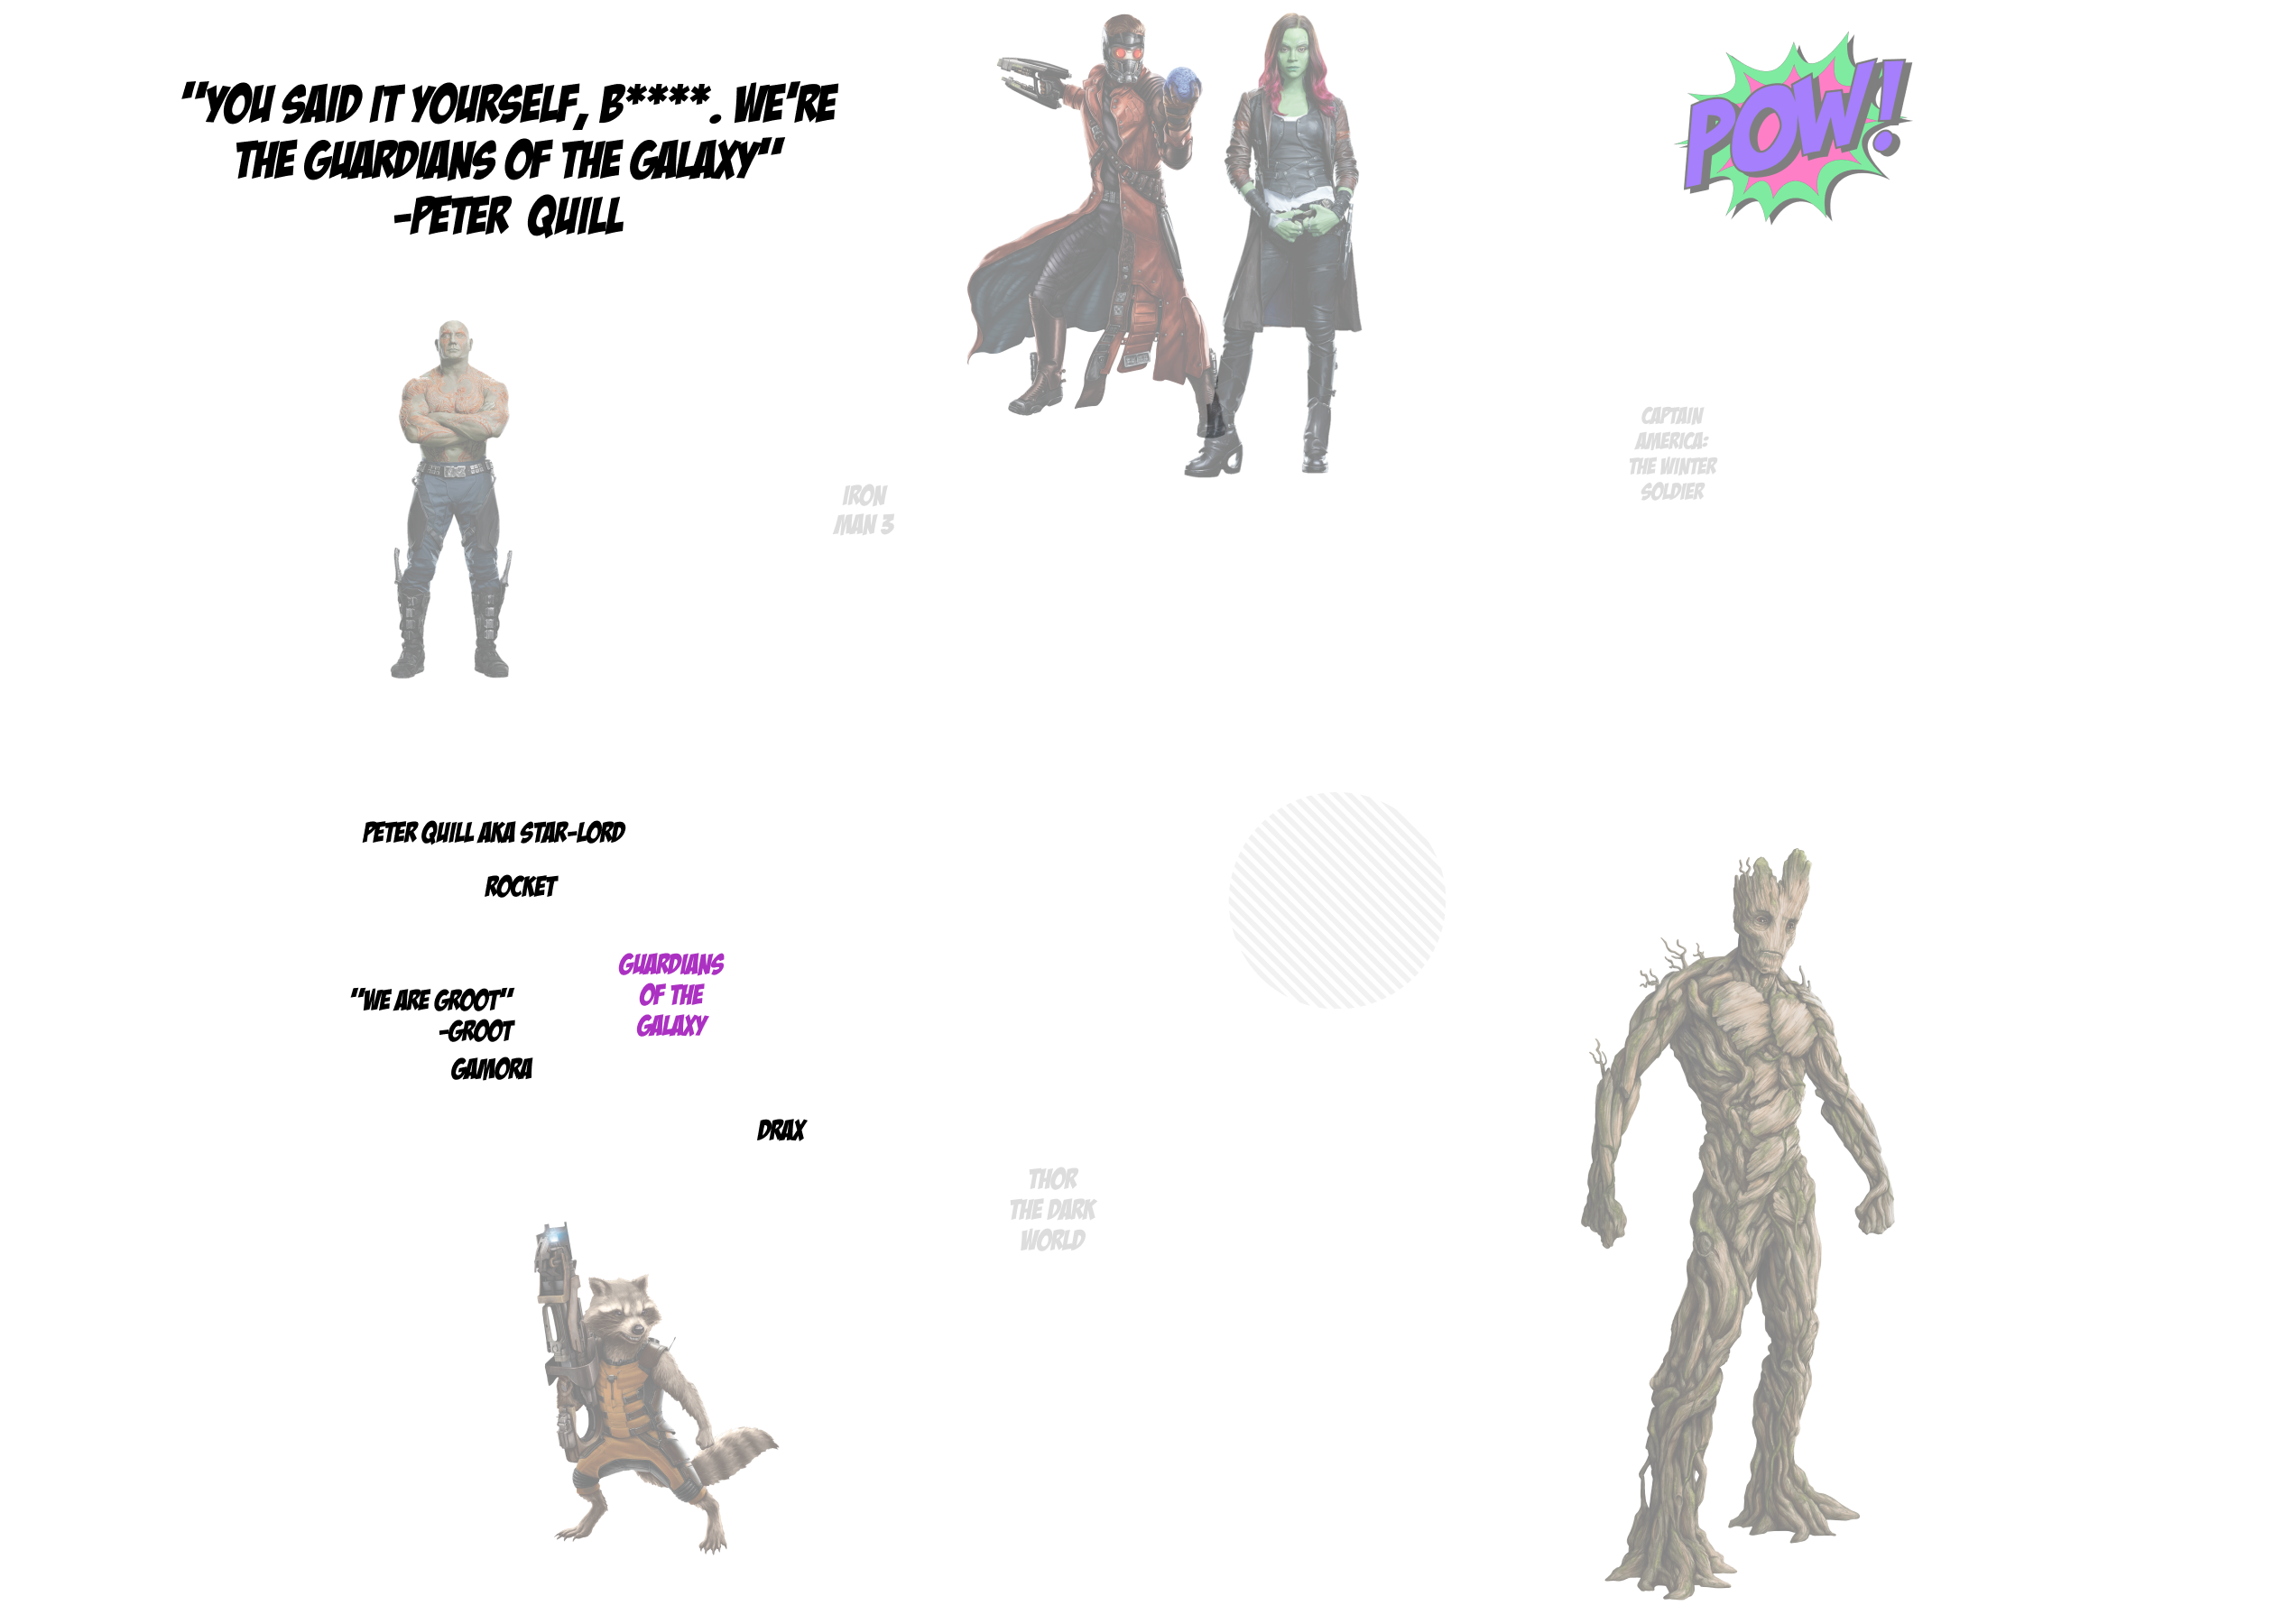 "YOU SAID IT YOURSELF, B****. WE'RE
THE GUARDIANS OF THE GALAXY"
-PETER QUILL
POW!
CAPTAIN
AMERICA:
THE WINTER
SOLDIER
IRON
MAN 3
PETER QUILL AKA STAR-LORD
ROCKET
GUARDIANS
OF THE
GALAXY
"WE ARE GROOT"
-GROOT
GAMORA
DRAX
THOR
THE DARK
WORLD